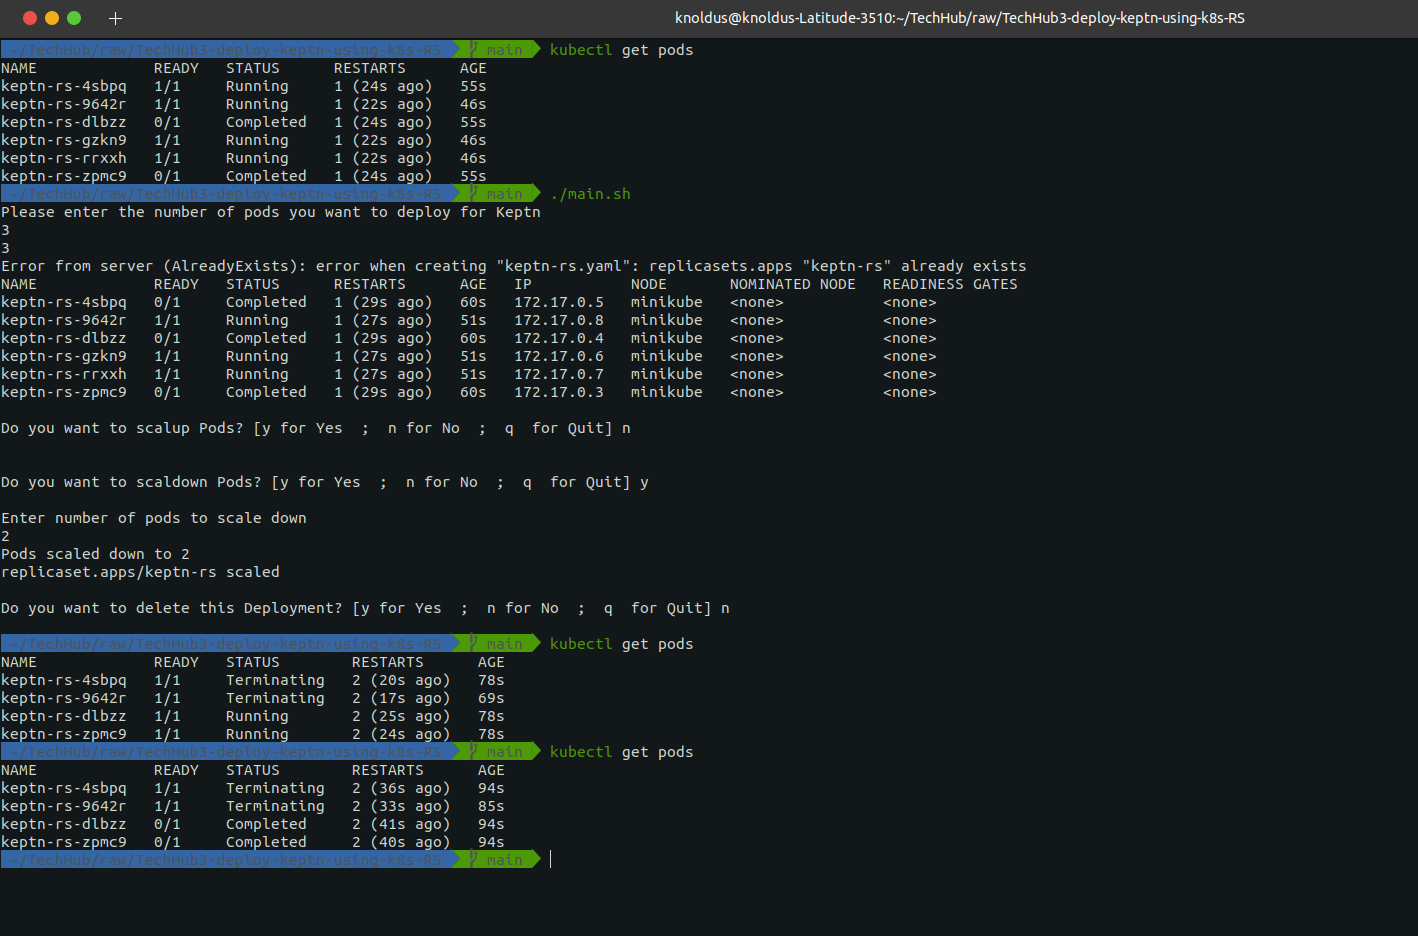 knoldus@knoldus-Latitude-3510:~/TechHub/raw/TechHub3-deploy-keptn-using-k8s-RS
~/TechHub/raw/TechHub3-deploy-keptn-using-k8s-RS main kubectl get pods
NAME READY STATUS RESTARTS AGE
keptn-rs-4sbpq 1/1 Running 1 (24s ago) 55s
keptn-rs-9642r 1/1 Running 1 (22s ago) 46s
keptn-rs-dlbzz 0/1 Completed 1 (24s ago) 55s
keptn-rs-gzkn9 1/1 Running 1 (22s ago) 46s
keptn-rs-rrxxh 1/1 Running 1 (22s ago) 46s
keptn-rs-zpmc9 0/1 Completed 1 (24s ago) 55s
~/TechHub/raw/TechHub3-deploy-keptn-using-k8s-RS main ./main.sh
Please enter the number of pods you want to deploy for Keptn
3
3
Error from server (AlreadyExists): error when creating "keptn-rs.yaml": replicasets.apps "keptn-rs" already exists
NAME READY STATUS RESTARTS AGE IP NODE NOMINATED NODE READINESS GATES
keptn-rs-4sbpq 0/1 Completed 1 (29s ago) 60s 172.17.0.5 minikube <none> <none>
keptn-rs-9642r 1/1 Running 1 (27s ago) 51s 172.17.0.8 minikube <none> <none>
keptn-rs-dlbzz 0/1 Completed 1 (29s ago) 60s 172.17.0.4 minikube <none> <none>
keptn-rs-gzkn9 1/1 Running 1 (27s ago) 51s 172.17.0.6 minikube <none> <none>
keptn-rs-rrxxh 1/1 Running 1 (27s ago) 51s 172.17.0.7 minikube <none> <none>
keptn-rs-zpmc9 0/1 Completed 1 (29s ago) 60s 172.17.0.3 minikube <none> <none>
Do you want to scalup Pods? [y for Yes ; n for No ; q for Quit] n
Do you want to scaldown Pods? [y for Yes ; n for No ; q for Quit] y
Enter number of pods to scale down
2
Pods scaled down to 2
replicaset.apps/keptn-rs scaled
Do you want to delete this Deployment? [y for Yes ; n for No ; q for Quit] n
~/TechHub/raw/TechHub3-deploy-keptn-using-k8s-RS main kubectl get pods
NAME READY STATUS RESTARTS AGE
keptn-rs-4sbpq 1/1 Terminating 2 (20s ago) 78s
keptn-rs-9642r 1/1 Terminating 2 (17s ago) 69s
keptn-rs-dlbzz 1/1 Running 2 (25s ago) 78s
keptn-rs-zpmc9 1/1 Running 2 (24s ago) 78s
~/TechHub/raw/TechHub3-deploy-keptn-using-k8s-RS main kubectl get pods
NAME READY STATUS RESTARTS AGE
keptn-rs-4sbpq 1/1 Terminating 2 (36s ago) 94s
keptn-rs-9642r 1/1 Terminating 2 (33s ago) 85s
keptn-rs-dlbzz 0/1 Completed 2 (41s ago) 94s
keptn-rs-zpmc9 0/1 Completed 2 (40s ago) 94s
~/TechHub/raw/TechHub3-deploy-keptn-using-k8s-RS main